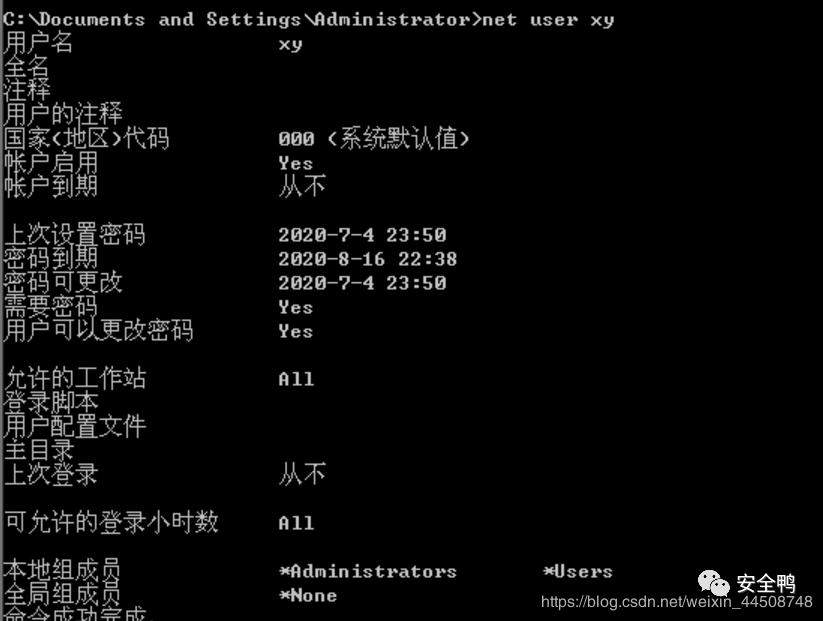 C:\Documents and Settings\Administrator>net user xy
用户名 xy
全名
注释
用户的注释
国家(地区)代码 000 (系统默认值)
帐户启用 Yes
帐户到期 从不
上次设置密码 2020-7-4 23:50
密码到期 2020-8-16 22:38
密码可更改 2020-7-4 23:50
需要密码 Yes
用户可以更改密码 Yes
允许的工作站 All
登录脚本
用户配置文件
主目录
上次登录 从不
可允许的登录小时数 All
本地组成员 *Administrators *Users
全局组成员 *None
命令成功完成
安全鸭
https://blog.csdn.net/weixin_44508748